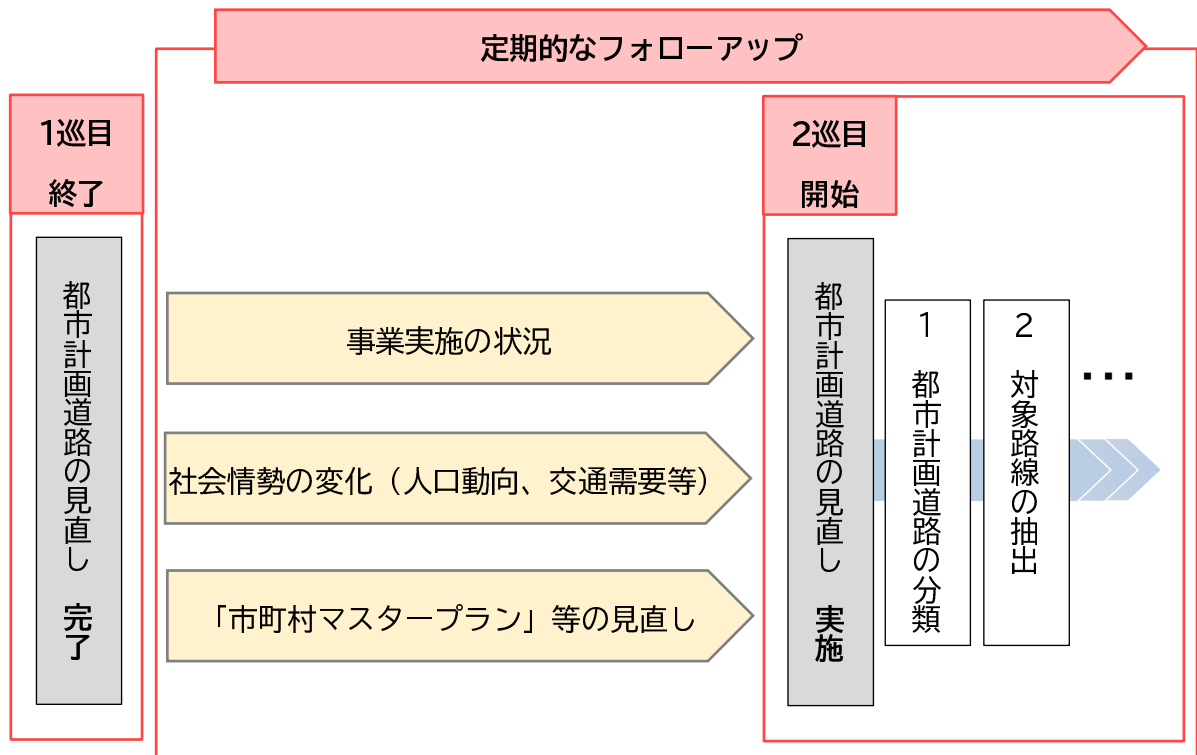 定期的なフォローアップ
1巡目
終了
都市計画道路の見直し 完了
事業実施の状況
社会情勢の変化（人口動向、交通需要等）
「市町村マスタープラン」等の見直し
2巡目
開始
都市計画道路の見直し 実施
1 都市計画道路の分類
2 対象路線の抽出
…